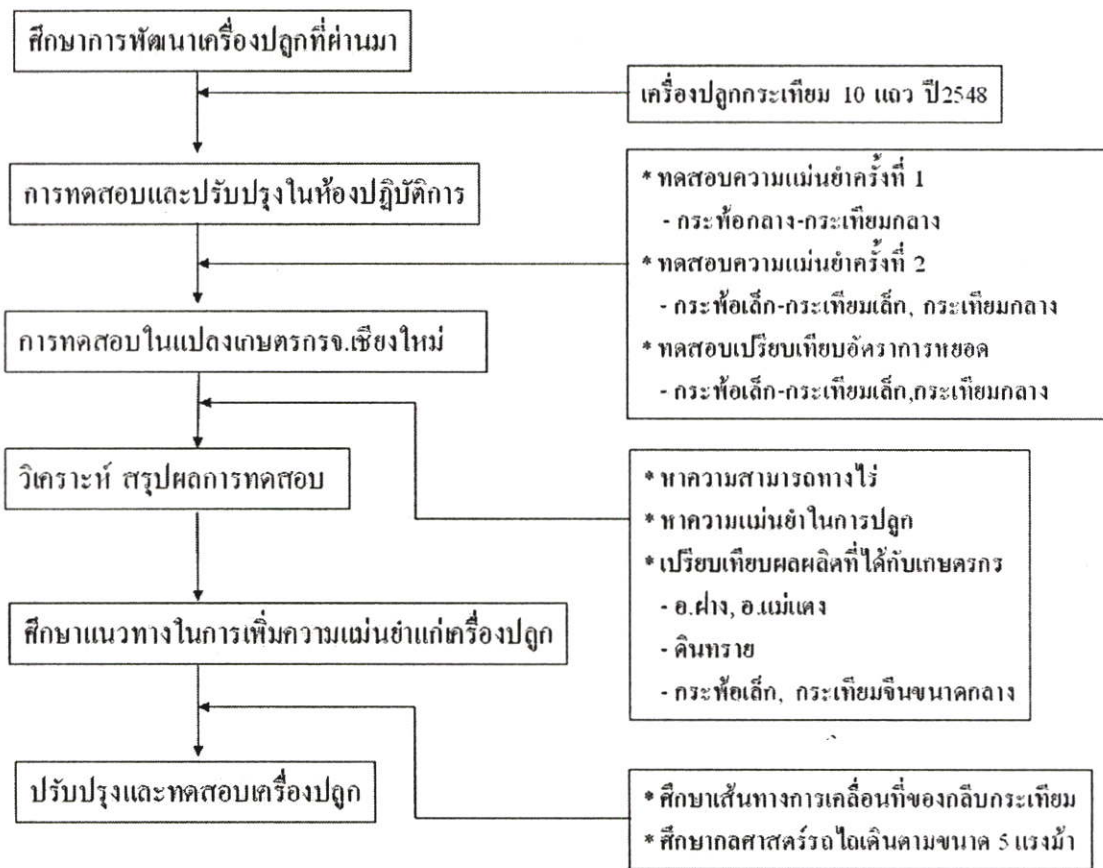 ศึกษาการพัฒนาเครื่องปลูกที่ผ่านมา
เครื่องปลูกกระเทียม 10 แถว ปี2548
การทดสอบและปรับปรุงในห้องปฏิบัติการ
* ทดสอบความแม่นยำครั้งที่ 1
- กระพ้อกลาง-กระเทียมกลาง
* ทดสอบความแม่นยำครั้งที่ 2
- กระพ้อเล็ก-กระเทียมเล็ก, กระเทียมกลาง
* ทดสอบเปรียบเทียบอัตราการหยอด
- กระพ้อเล็ก-กระเทียมเล็ก,กระเทียมกลาง
การทดสอบในแปลงเกษตรกรจ.เชียงใหม่
วิเคราะห์ สรุปผลการทดสอบ
* หาความสามารถทางไร่
* หาความแม่นยำในการปลูก
* เปรียบเทียบผลผลิตที่ได้กับเกษตรกร
- อ.ฝาง, อ.แม่แตง
- ดินทราย
- กระพ้อเล็ก, กระเทียมจีนขนาดกลาง
ศึกษาแนวทางในการเพิ่มความแม่นยำแก่เครื่องปลูก
ปรับปรุงและทดสอบเครื่องปลูก
* ศึกษาเส้นทางการเคลื่อนที่ของกลีบกระเทียม
* ศึกษากลศาสตร์รถไถเดินตามขนาด 5 แรงม้า